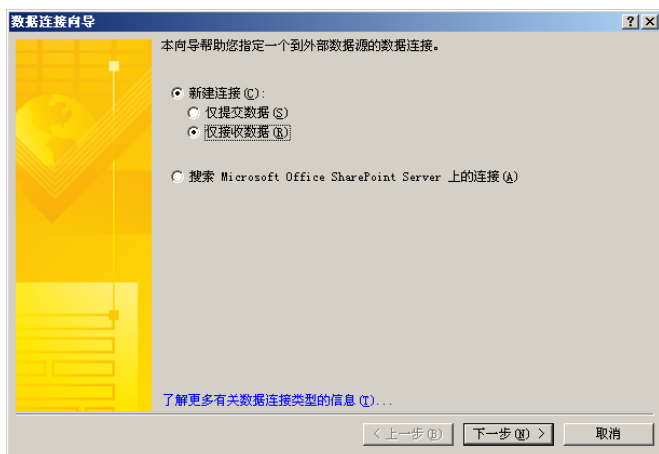 数据连接向导
本向导帮助您指定一个到外部数据源的数据连接。
新建连接(C):
仅提交数据(S)
仅接收数据(R)
搜索 Microsoft Office SharePoint Server 上的连接(A)
了解更多有关数据连接类型的信息(I)...
< 上一步(B) 下一步(N) > 取消